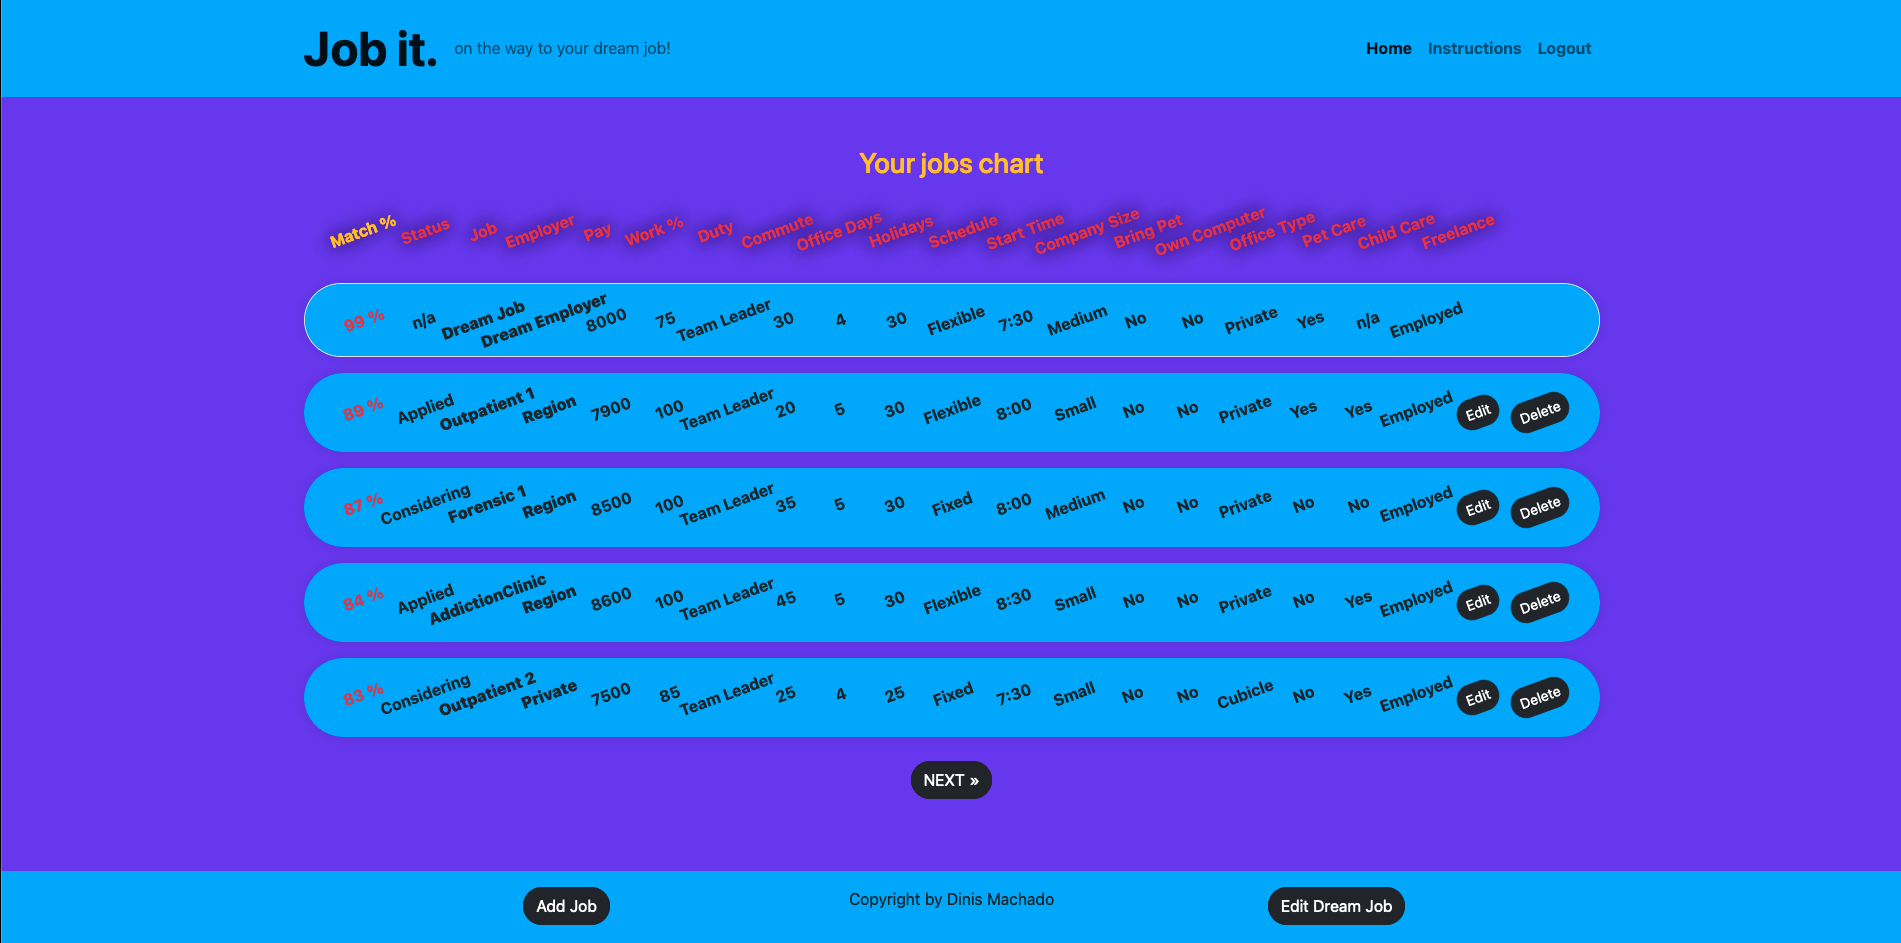 Job it. on the way to your dream job! Home Instructions Logout
Your jobs chart
Match % Status Job Employer Pay Work % Duty Commute Office Days Holidays Schedule Start Time Company Size Bring Pet Own Computer Office Type Pet Care Child Care Freelance
99 % n/a Dream Job Dream Employer 8000 75 Team Leader 30 4 30 Flexible 7:30 Medium No No Private Yes n/a Employed
89 % Applied Outpatient 1 Region 7900 100 Team Leader 20 5 30 Flexible 8:00 Small No No Private Yes Yes Employed Edit Delete
87 % Considering Forensic 1 Region 8500 100 Team Leader 35 5 30 Fixed 8:00 Medium No No Private No No Employed Edit Delete
84 % Applied AddictionClinic Region 8600 100 Team Leader 45 5 30 Flexible 8:30 Small No No Private No Yes Employed Edit Delete
83 % Considering Outpatient 2 Private 7500 85 Team Leader 25 4 25 Fixed 7:30 Small No No Cubicle No Yes Employed Edit Delete
NEXT »
Add Job Copyright by Dinis Machado Edit Dream Job